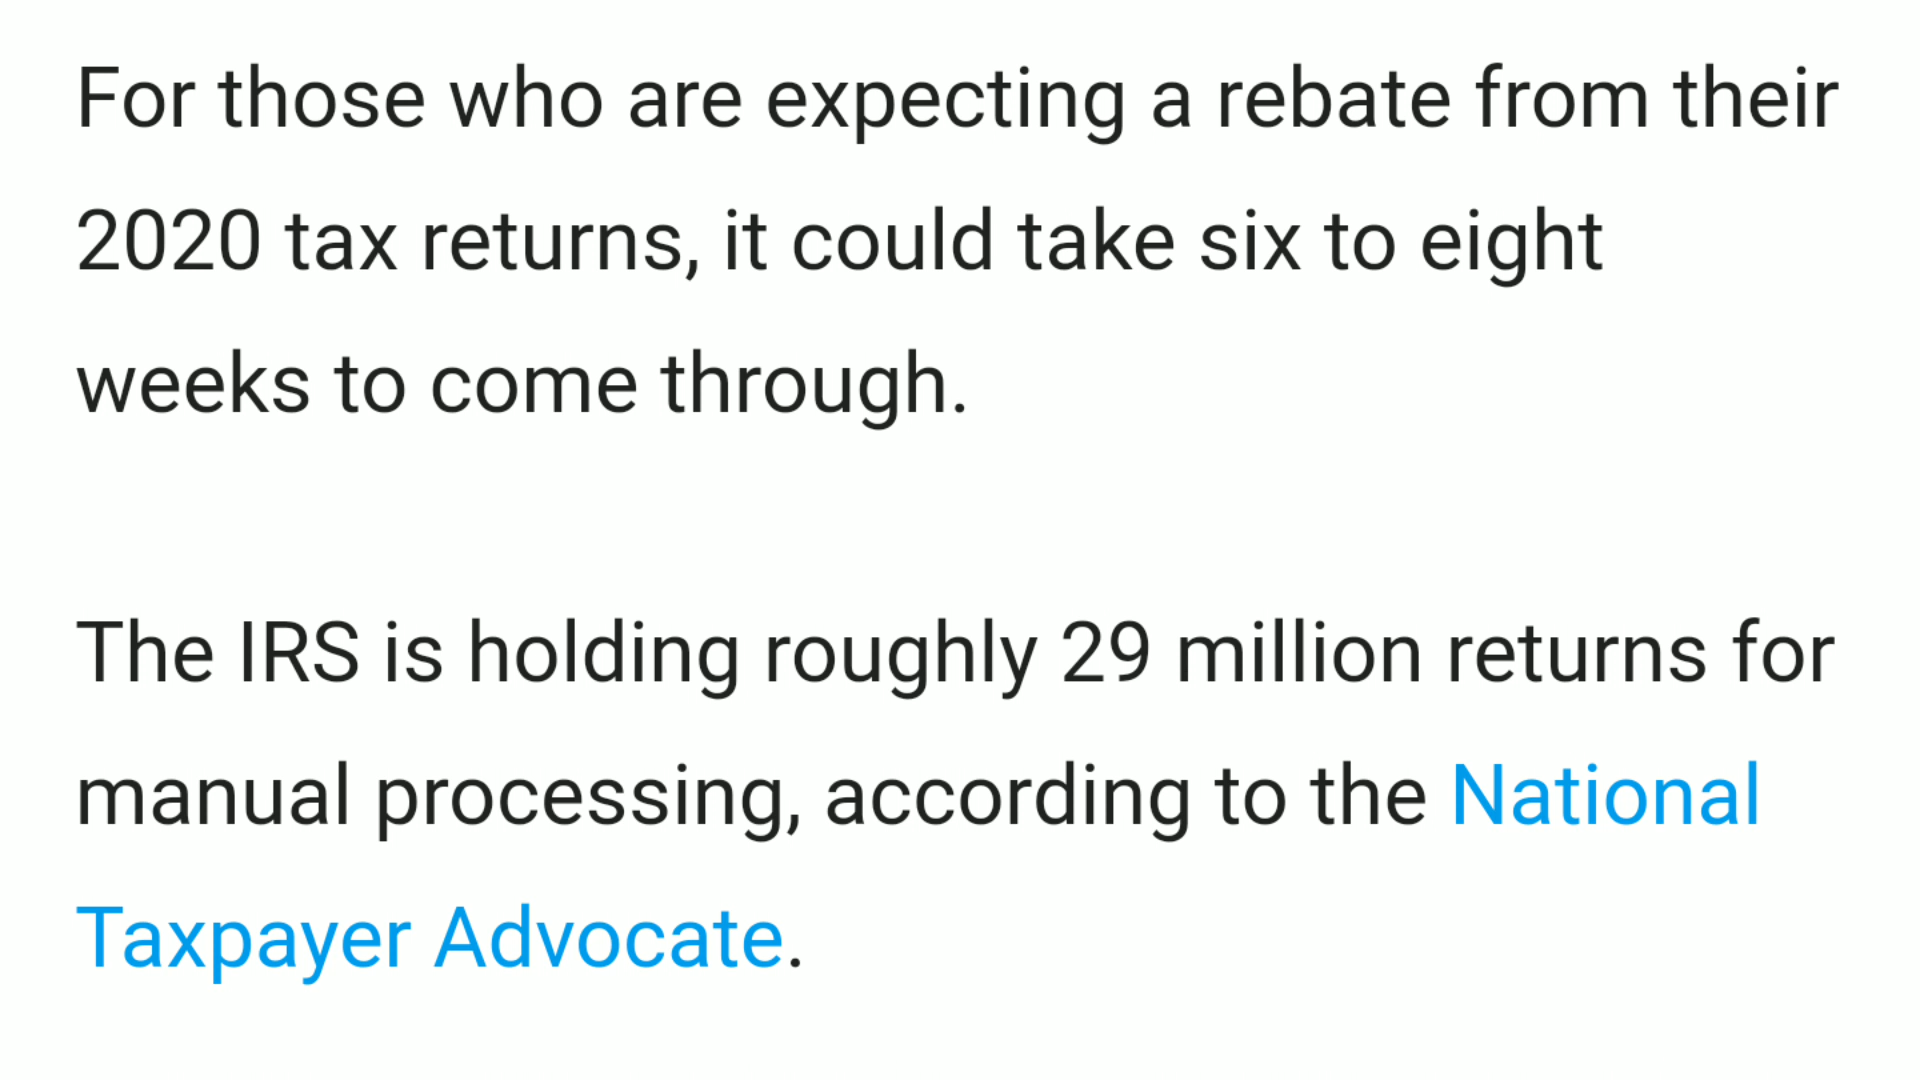 For those who are expecting a rebate from their
2020 tax returns, it could take six to eight
weeks to come through.
The IRS is holding roughly 29 million returns for
manual processing, according to the National
Taxpayer Advocate.